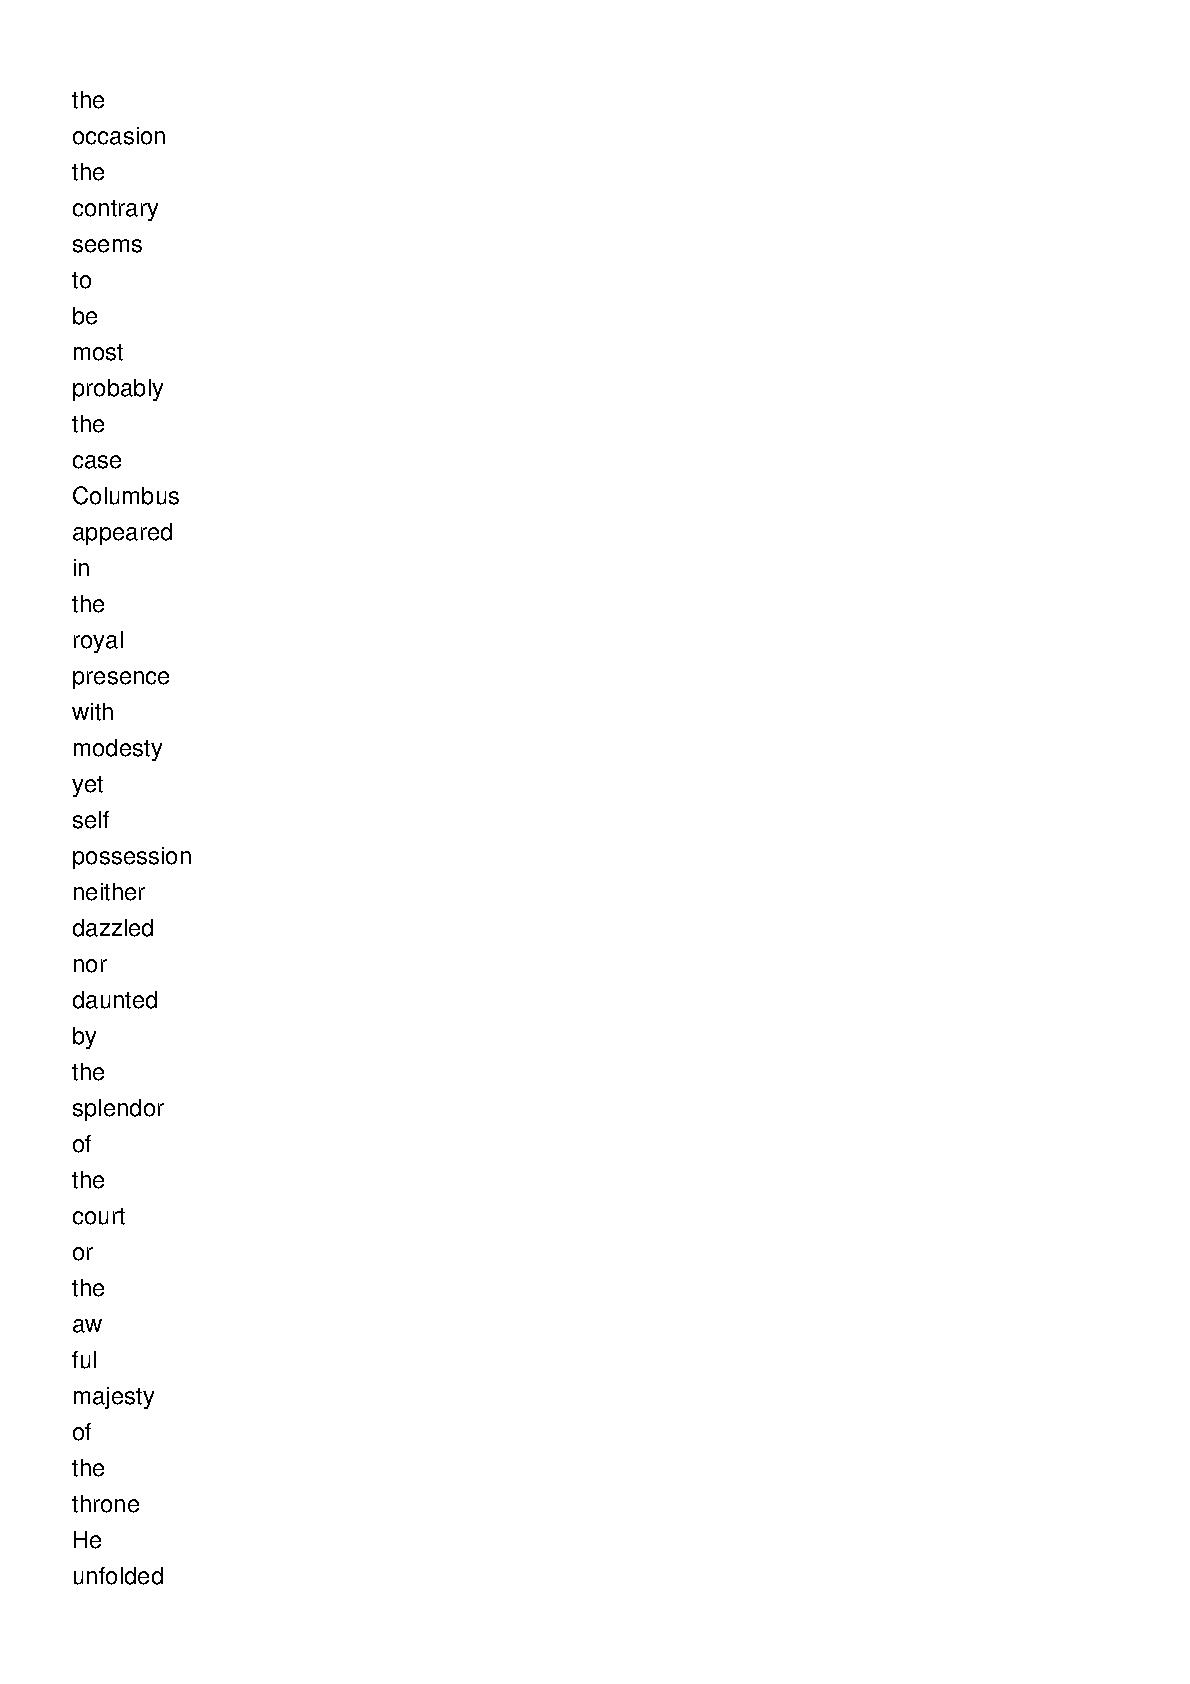 the
occasion
the
contrary
seems
to
be
most
probably
the
case
Columbus
appeared
in
the
royal
presence
with
modesty
yet
self
possession
neither
dazzled
nor
daunted
by
the
splendor
of
the
court
or
the
aw
ful
majesty
of
the
throne
He
unfolded